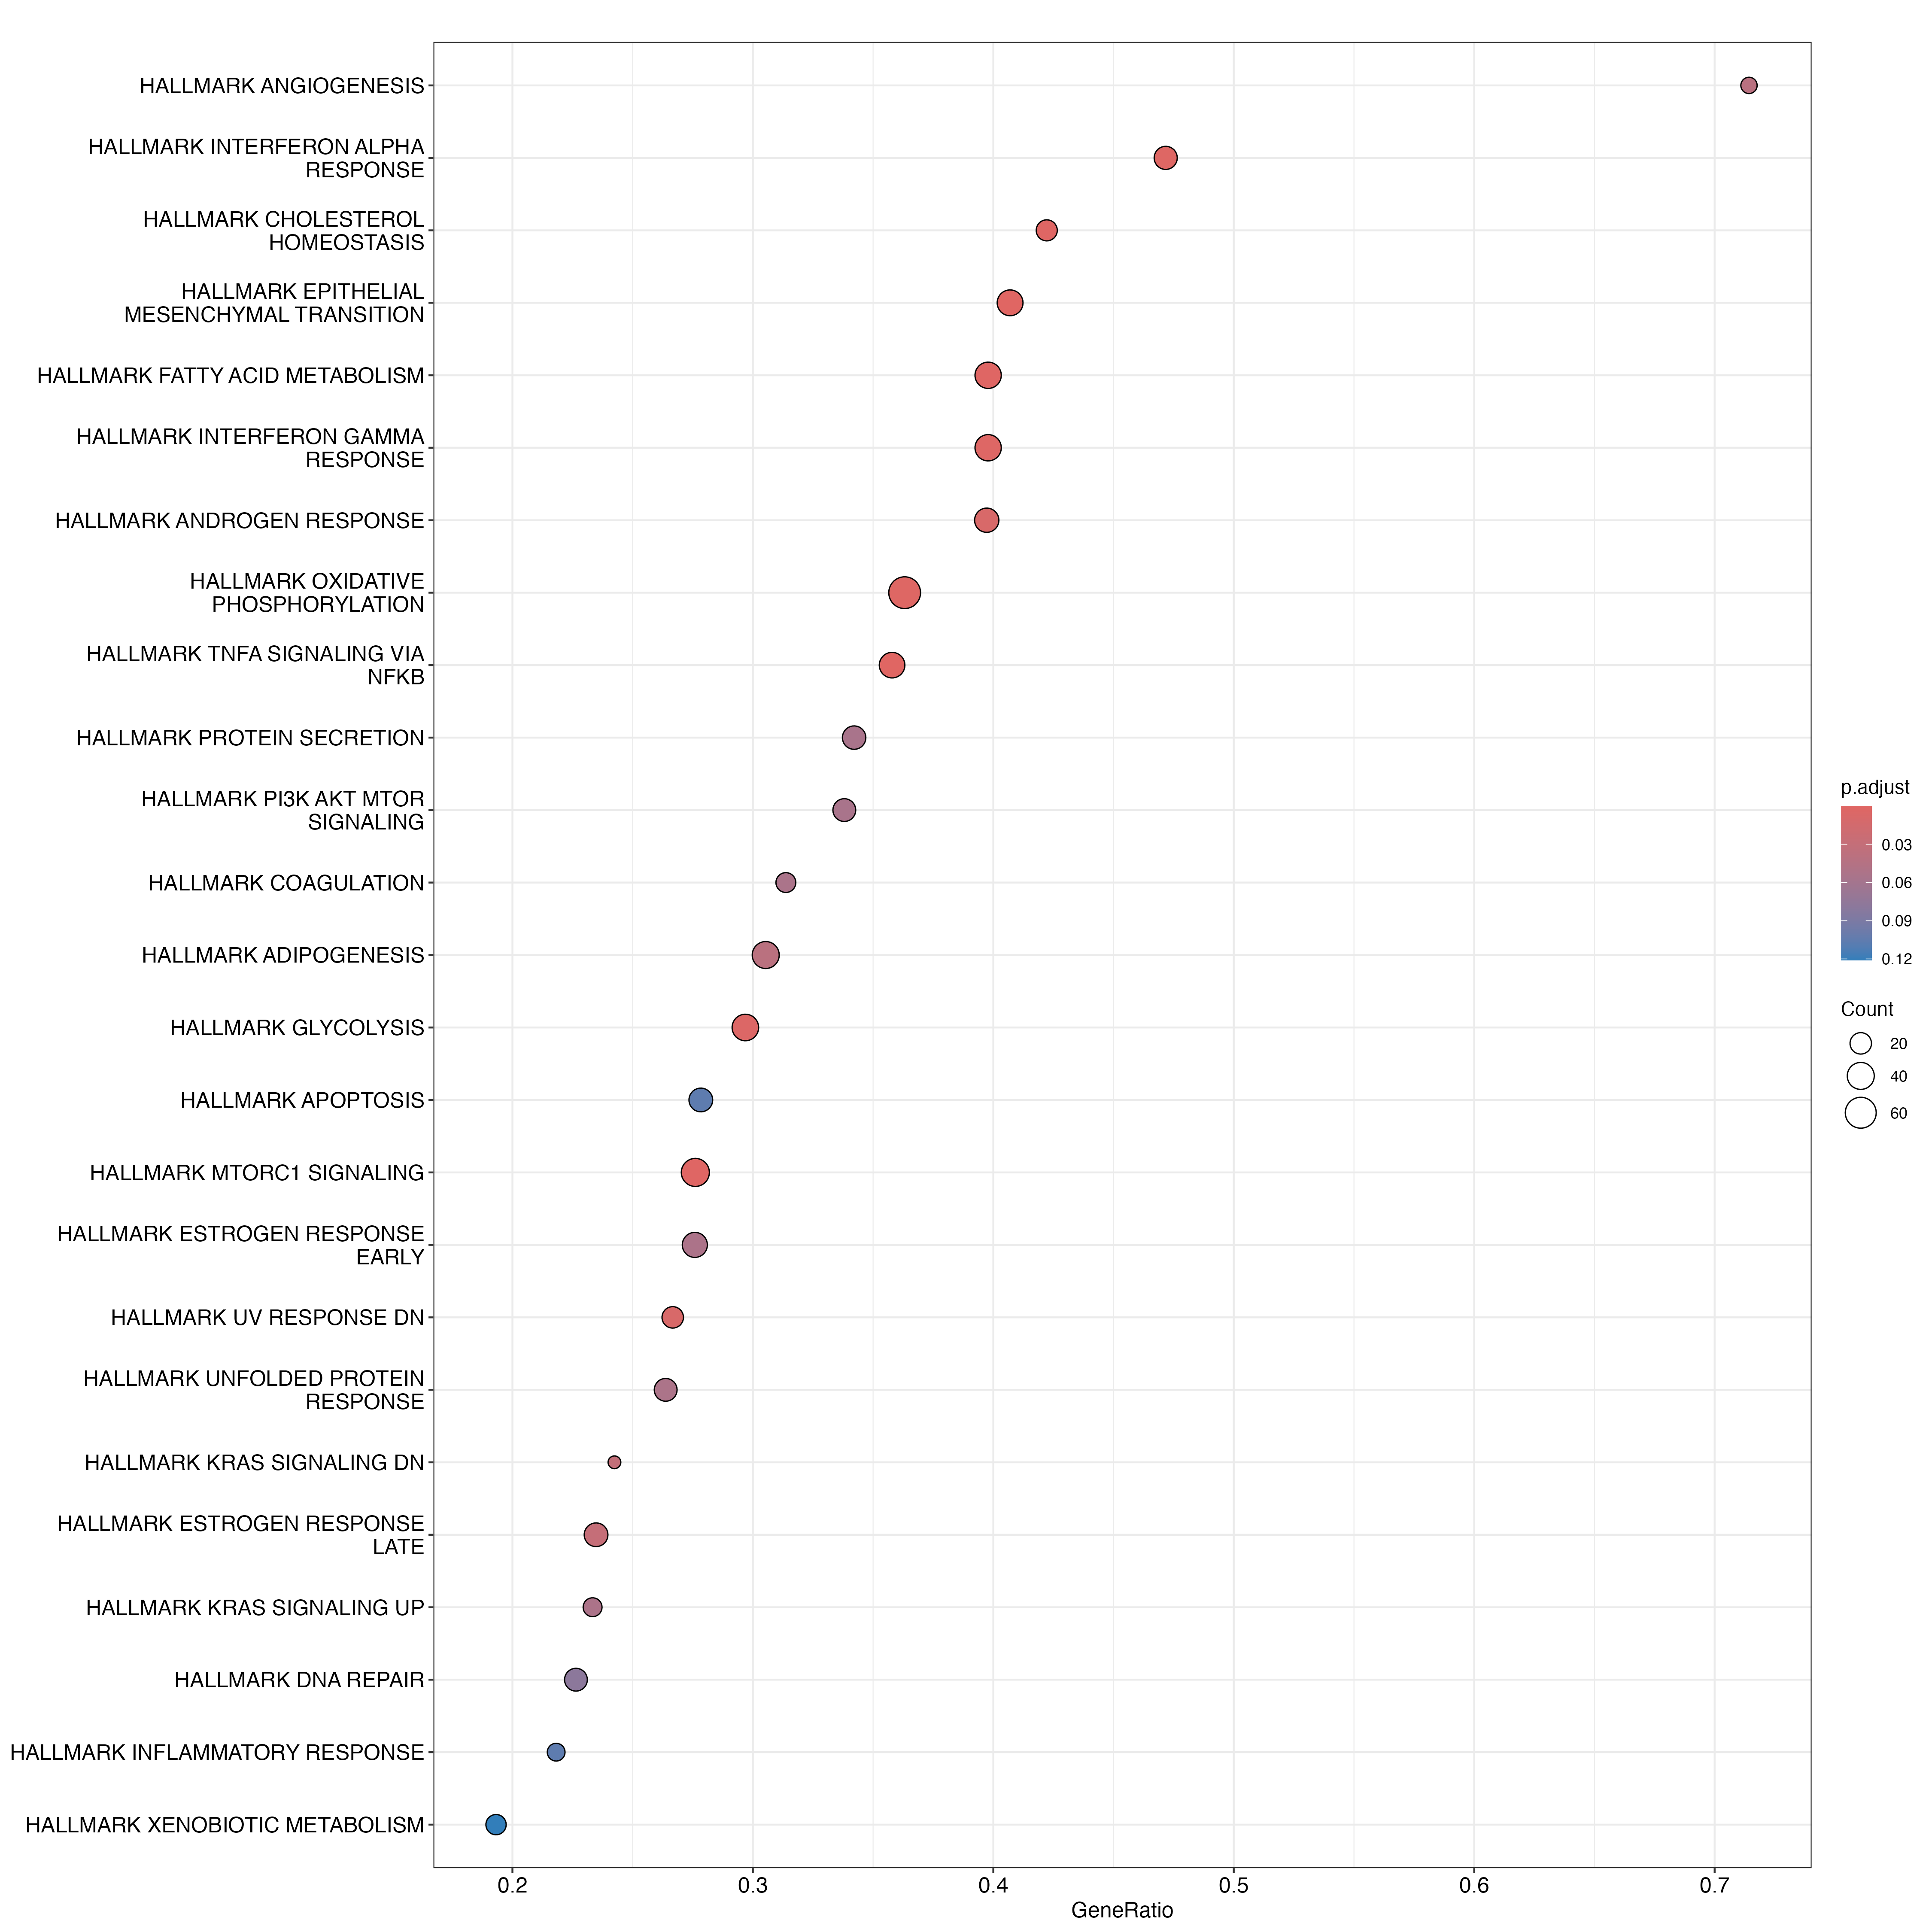 HALLMARK ANGIOGENESIS
HALLMARK INTERFERON ALPHA
RESPONSE
HALLMARK CHOLESTEROL
HOMEOSTASIS
HALLMARK EPITHELIAL
MESENCHYMAL TRANSITION
HALLMARK FATTY ACID METABOLISM
HALLMARK INTERFERON GAMMA
RESPONSE
HALLMARK ANDROGEN RESPONSE
HALLMARK OXIDATIVE
PHOSPHORYLATION
HALLMARK TNFA SIGNALING VIA
NFKB
HALLMARK PROTEIN SECRETION
HALLMARK PI3K AKT MTOR
SIGNALING
HALLMARK COAGULATION
HALLMARK ADIPOGENESIS
HALLMARK GLYCOLYSIS
HALLMARK APOPTOSIS
HALLMARK MTORC1 SIGNALING
HALLMARK ESTROGEN RESPONSE
EARLY
HALLMARK UV RESPONSE DN
HALLMARK UNFOLDED PROTEIN
RESPONSE
HALLMARK KRAS SIGNALING DN
HALLMARK ESTROGEN RESPONSE
LATE
HALLMARK KRAS SIGNALING UP
HALLMARK DNA REPAIR
HALLMARK INFLAMMATORY RESPONSE
HALLMARK XENOBIOTIC METABOLISM
0.2 0.3 0.4 0.5 0.6 0.7
GeneRatio
p.adjust
0.03
0.06
0.09
0.12
Count
20
40
60